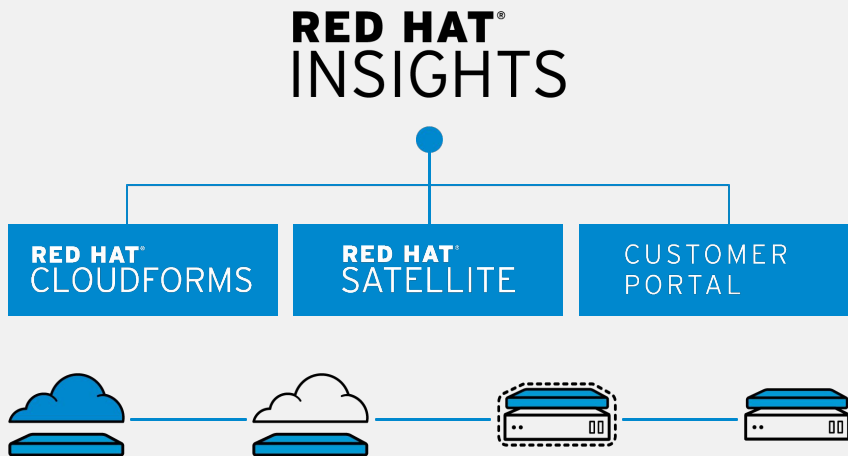 RED HAT®
INSIGHTS
RED HAT®
CLOUDFORMS
RED HAT®
SATELLITE
CUSTOMER
PORTAL